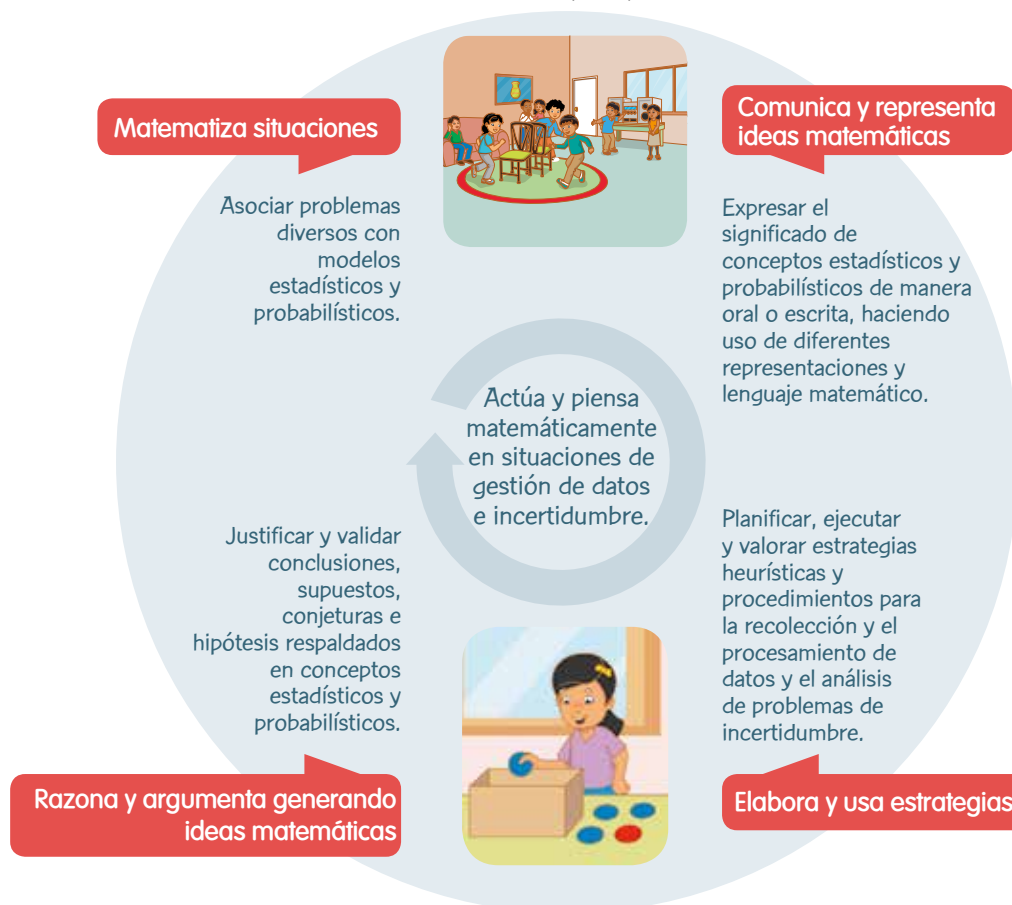 Matematiza situaciones
Asociar problemas
diversos con
modelos
estadísticos y
probabilísticos.
Comunica y representa
ideas matemáticas
Expresar el
significado de
conceptos estadísticos y
probabilísticos de manera
oral o escrita, haciendo
uso de diferentes
representaciones y
lenguaje matemático.
Actúa y piensa
matemáticamente
en situaciones de
gestión de datos
e incertidumbre.
Justificar y validar
conclusiones,
supuestos,
conjeturas e
hipótesis respaldados
en conceptos
estadísticos y
probabilísticos.
Razona y argumenta generando
ideas matemáticas
Planificar, ejecutar
y valorar estrategias
heurísticas y
procedimientos para
la recolección y el
procesamiento de
datos y el análisis
de problemas de
incertidumbre.
Elabora y usa estrategias